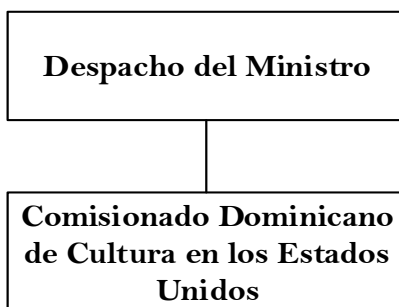 Despacho del Ministro
Comisionado Dominicano
de Cultura en los Estados
Unidos